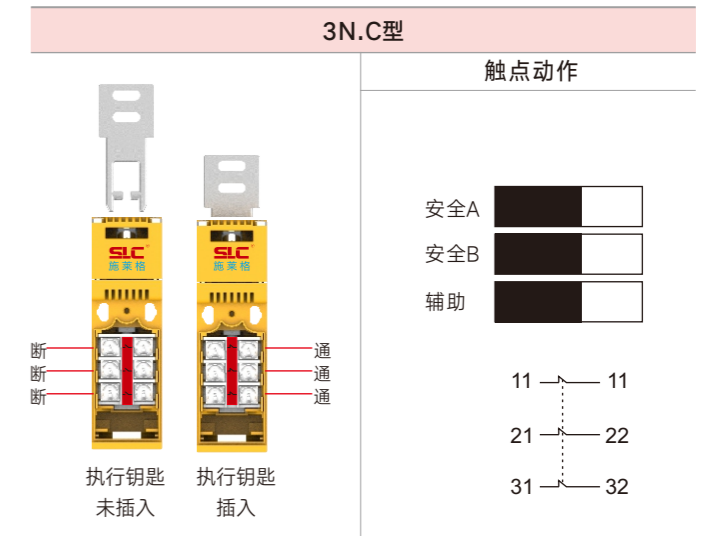 3N.C型
触点动作
SLC
施莱格
SLC
施莱格
断
断
断
通
通
通
执行钥匙
未插入
执行钥匙
插入
安全A
安全B
辅助
11 11
21 22
31 32